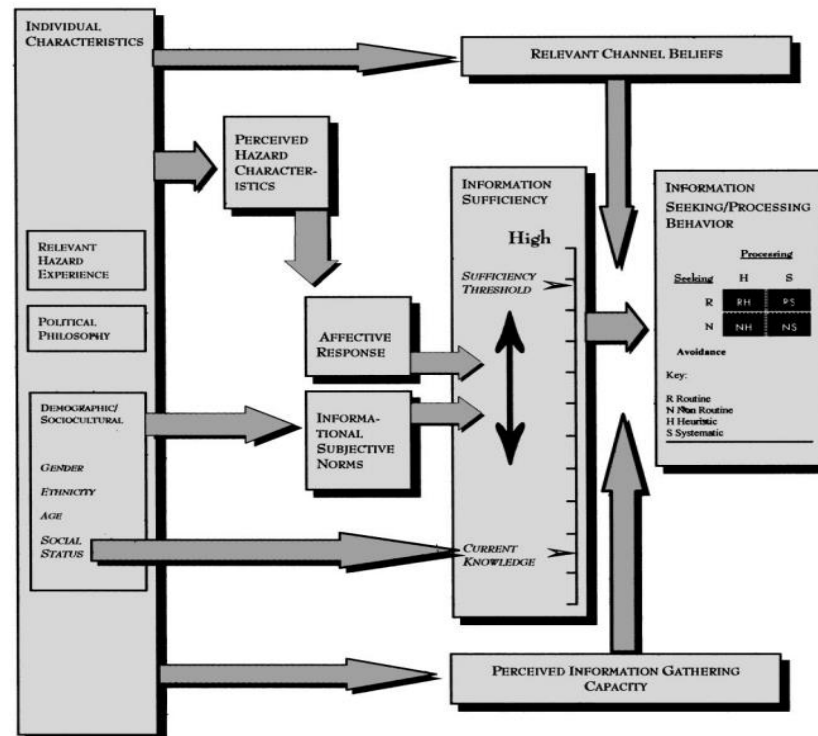 INDIVIDUAL
CHARACTERISTICS
RELEVANT CHANNEL BELIEFS
PERCEIVED
HAZARD
CHARACTER-
ISTICS
INFORMATION
SUFFICIENCY
High
SUFFICIENCY
THRESHOLD
INFORMATION
SEEKING/PROCESSING
BEHAVIOR
Processing
Seeking H S
R RH RS
N NH NS
Avoidance
Key:
R Routine
N Non Routine
H Heuristic
S Systematic
RELEVANT
HAZARD
EXPERIENCE
POLITICAL
PHILOSOPHY
AFFECTIVE
RESPONSE
DEMOGRAPHIC/
SOCIOCULTURAL
GENDER
ETHNICITY
AGE
SOCIAL
STATUS
INFORMA-
TIONAL
SUBJECTIVE
NORMS
CURRENT
KNOWLEDGE
PERCEIVED INFORMATION GATHERING
CAPACITY